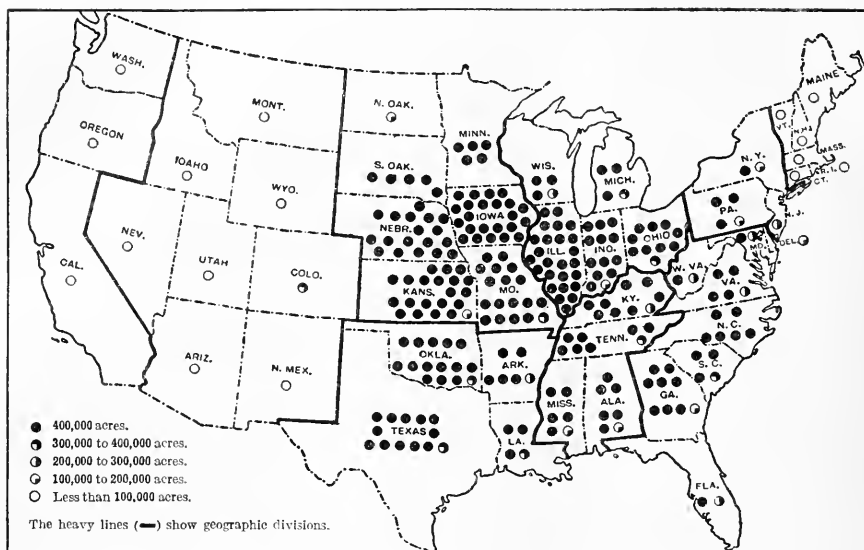 WASH.
MONT.
N. DAK.
MINN.
MAINE
OREGON
IDAHO
WYO.
S. DAK.
WIS.
MICH.
N. Y.
VT.
N.H.
MASS.
R. I.
CT.
NEV.
UTAH
COLO.
NEBR.
IOWA
ILL.
IND.
OHIO
PA.
N. J.
MD.
DEL.
CAL.
KANS.
MO.
KY.
W. VA.
VA.
ARIZ.
N. MEX.
OKLA.
ARK.
TENN.
N. C.
S. C.
TEXAS
LA.
MISS.
ALA.
GA.
FLA.
400,000 acres.
300,000 to 400,000 acres.
200,000 to 300,000 acres.
100,000 to 200,000 acres.
Less than 100,000 acres.
The heavy lines (—) show geographic divisions.